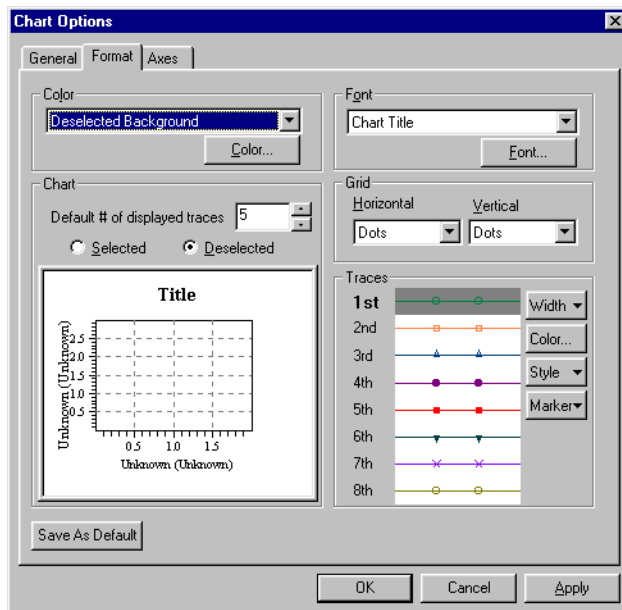 Chart Options
General Format Axes
Color
Deselected Background
Color...
Font
Chart Title
Font...
Chart
Default # of displayed traces 5
Selected Deselected
Title
Unknown (Unknown)
2.5
2.0
1.5
1.0
0.5
0.5 1.0 1.5
Unknown (Unknown)
Grid
Horizontal Vertical
Dots Dots
Traces
1st
2nd
3rd
4th
5th
6th
7th
8th
Width
Color...
Style
Marker
Save As Default
OK Cancel Apply